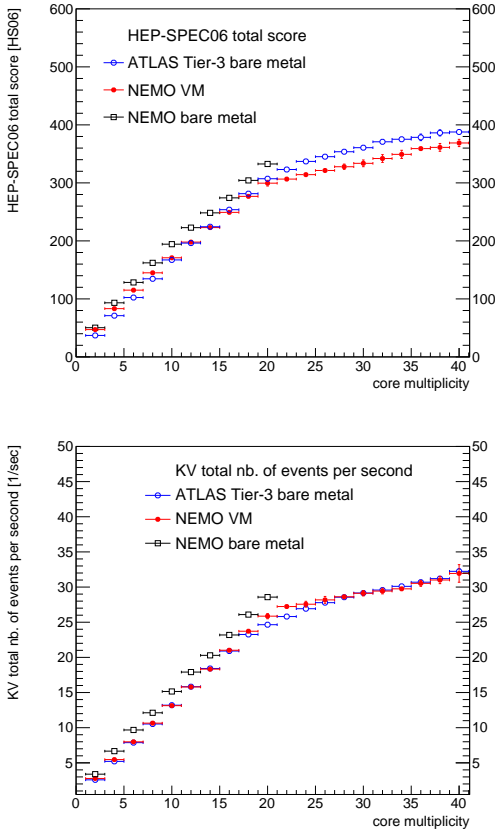 600
500
400
300
200
100
0
600
500
400
300
200
100
0
HEP-SPEC06 total score [HS06]
HEP-SPEC06 total score
ATLAS Tier-3 bare metal
NEMO VM
NEMO bare metal
0 5 10 15 20 25 30 35 40
core multiplicity
50
45
40
35
30
25
20
15
10
5
50
45
40
35
30
25
20
15
10
5
KV total nb. of events per second [1/sec]
KV total nb. of events per second
ATLAS Tier-3 bare metal
NEMO VM
NEMO bare metal
0 5 10 15 20 25 30 35 40
core multiplicity